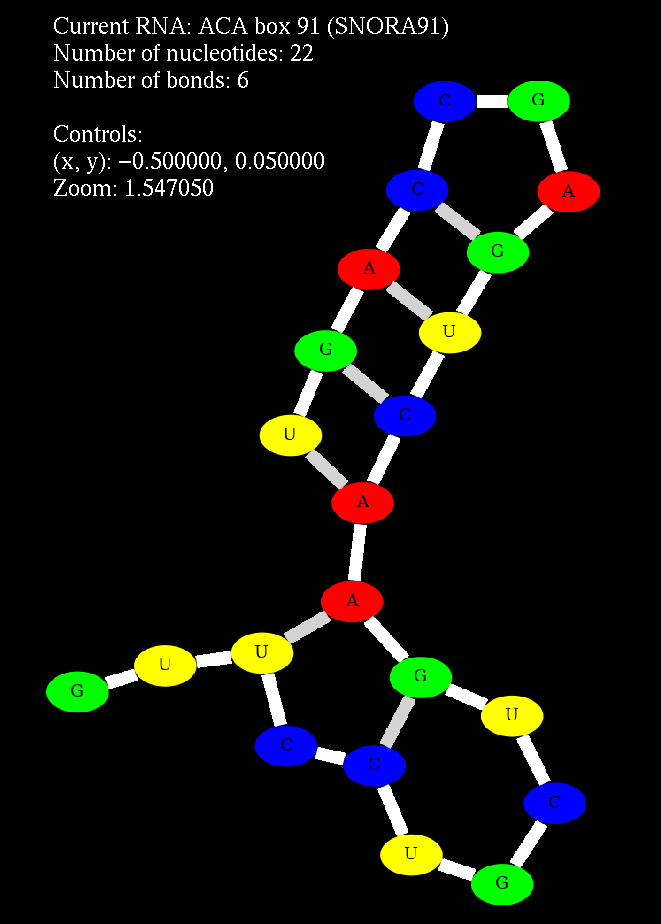 Current RNA: ACA box 91 (SNORA91)
Number of nucleotides: 22
Number of bonds: 6
Controls:
(x, y): −0.500000, 0.050000
Zoom: 1.547050
C G
C A
G
A
U
G
C
U
A
A
U
U
G
G
U
C
C
C
U
G